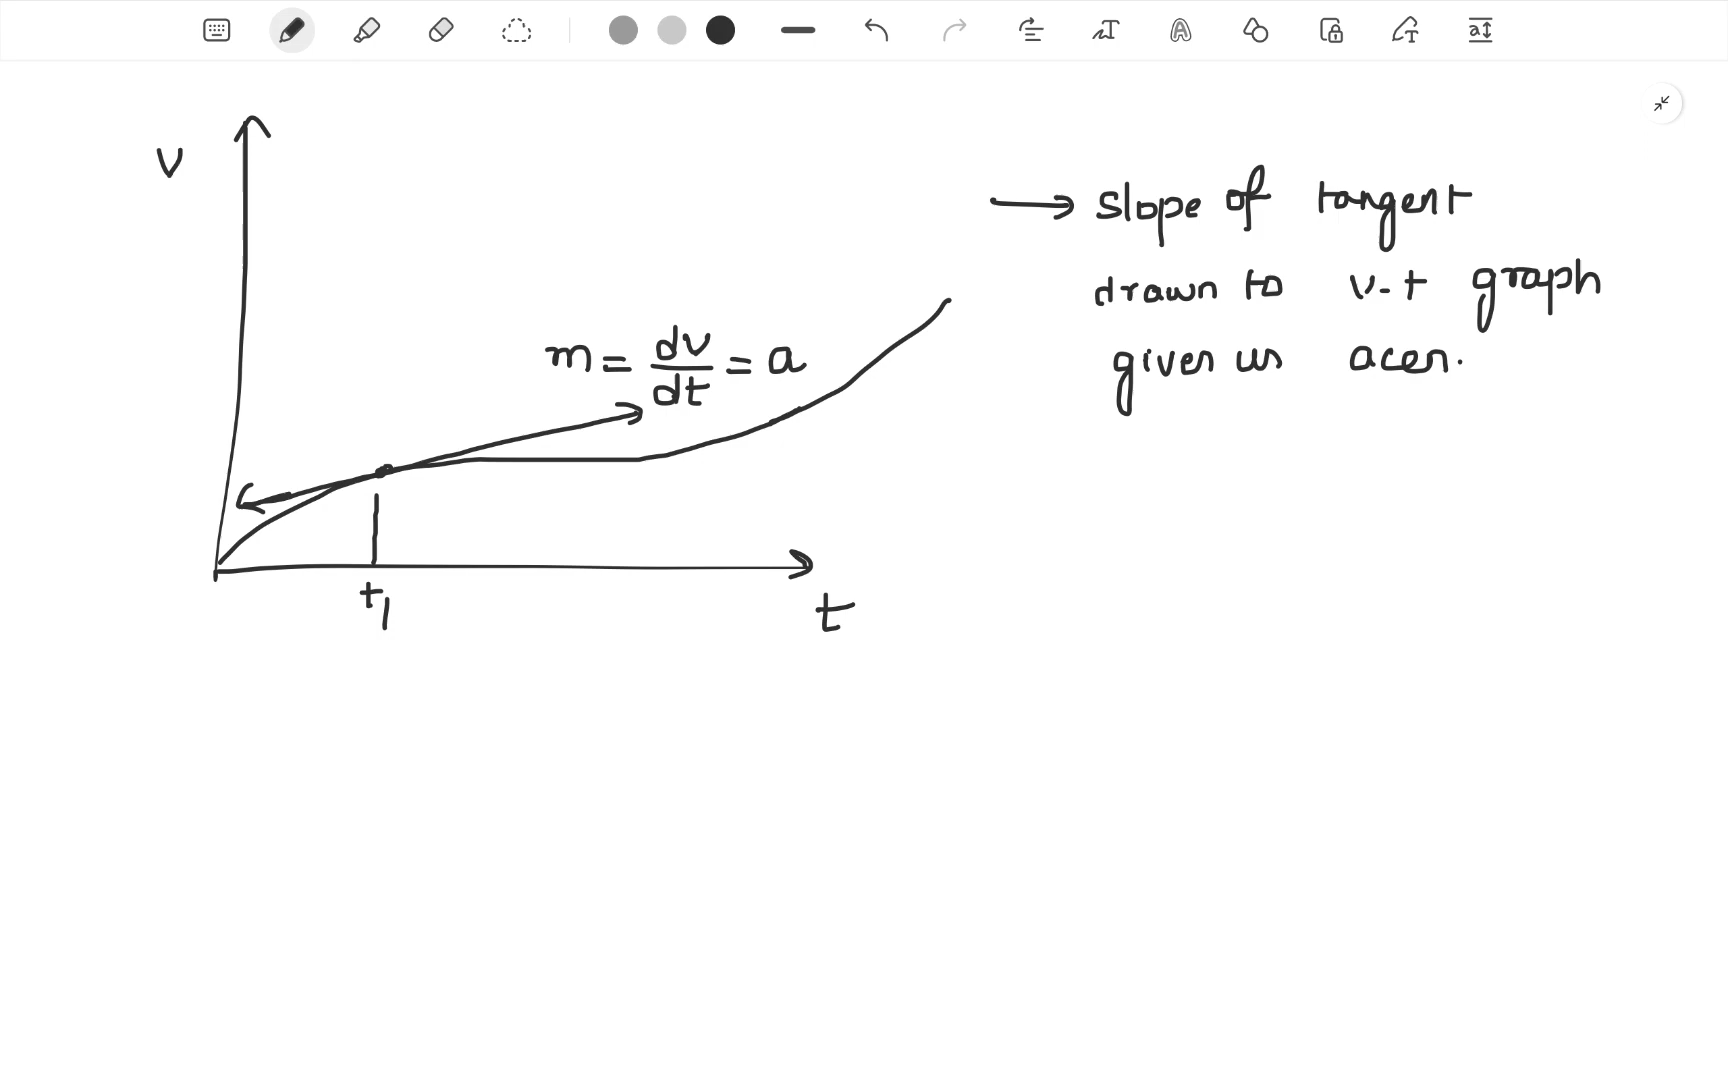 v
→ slope of tangent
drawn to v-t graph
gives us accn.
m = dv/dt = a
t1
t